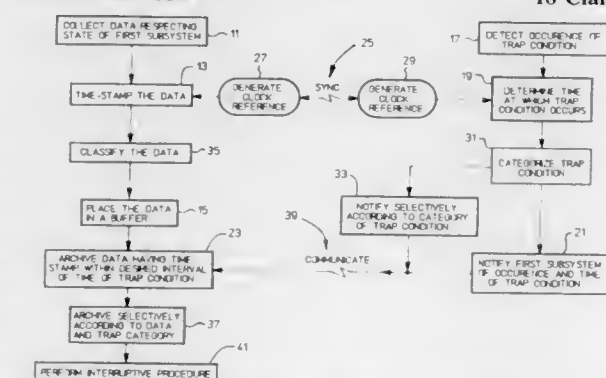 To Clai
COLLECT DATA RESPECTING
STATE OF FIRST SUBSYSTEM
11
17
DETECT OCCURENCE OF
TRAP CONDITION
13
TIME-STAMP THE DATA
27
GENERATE
CLOCK
REFERENCE
25
SYNC
29
GENERATE
CLOCK
REFERENCE
19
DETERMINE TIME
AT WHICH TRAP
CONDITION OCCURS
31
CATEGORIZE TRAP
CONDITION
CLASSIFY THE DATA
35
33
NOTIFY SELECTIVELY
ACCORDING TO CATEGORY
OF TRAP CONDITION
PLACE THE DATA
IN A BUFFER
15
39
COMMUNICATE
23
ARCHIVE DATA HAVING TIME
STAMP WITHIN DESIRED INTERVAL
OF TIME OF TRAP CONDITION
21
NOTIFY FIRST SUBSYSTEM
OF OCCURENCE AND TIME
OF TRAP CONDITION
ARCHIVE SELECTIVELY
ACCORDING TO DATA
AND TRAP CATEGORY
37
41
PERFORM INTERRUPTIVE PROCEDURE